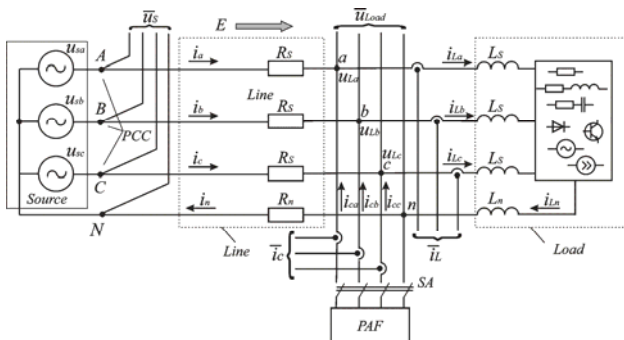 u̅S
E
u̅Load
usa
A
ia
RS
a
uLa
iLa
LS
usb
B
ib
Line
RS
b
uLb
iLb
LS
PCC
usc
C
ic
RS
uLc
c
iLc
LS
Source
N
in
Rn
ica
icb
icc
n
Ln
iLn
Line
i̅C
i̅L
Load
SA
PAF